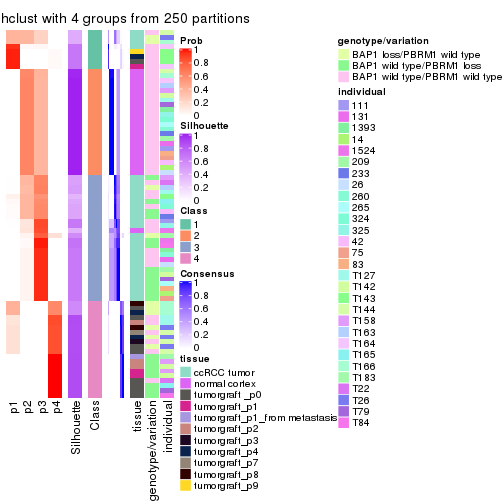 hclust with 4 groups from 250 partitions
Prob
1
0.8
0.6
0.4
0.2
0
Silhouette
1
0.8
0.6
0.4
0.2
0
Class
1
2
3
4
Consensus
1
0.8
0.6
0.4
0.2
0
tissue
ccRCC tumor
normal cortex
tumorgraft_p0
tumorgraft_p1
tumorgraft_p1_from metastasis
tumorgraft_p2
tumorgraft_p3
tumorgraft_p4
tumorgraft_p7
tumorgraft_p8
tumorgraft_p9
genotype/variation
BAP1 loss/PBRM1 wild type
BAP1 wild type/PBRM1 loss
BAP1 wild type/PBRM1 wild type
individual
111
131
1393
14
1524
209
233
26
260
265
324
325
42
75
83
T127
T142
T143
T144
T158
T163
T164
T165
T166
T183
T22
T26
T79
T84
p1
p2
p3
p4
Silhouette
Class
tissue
genotype/variation
individual